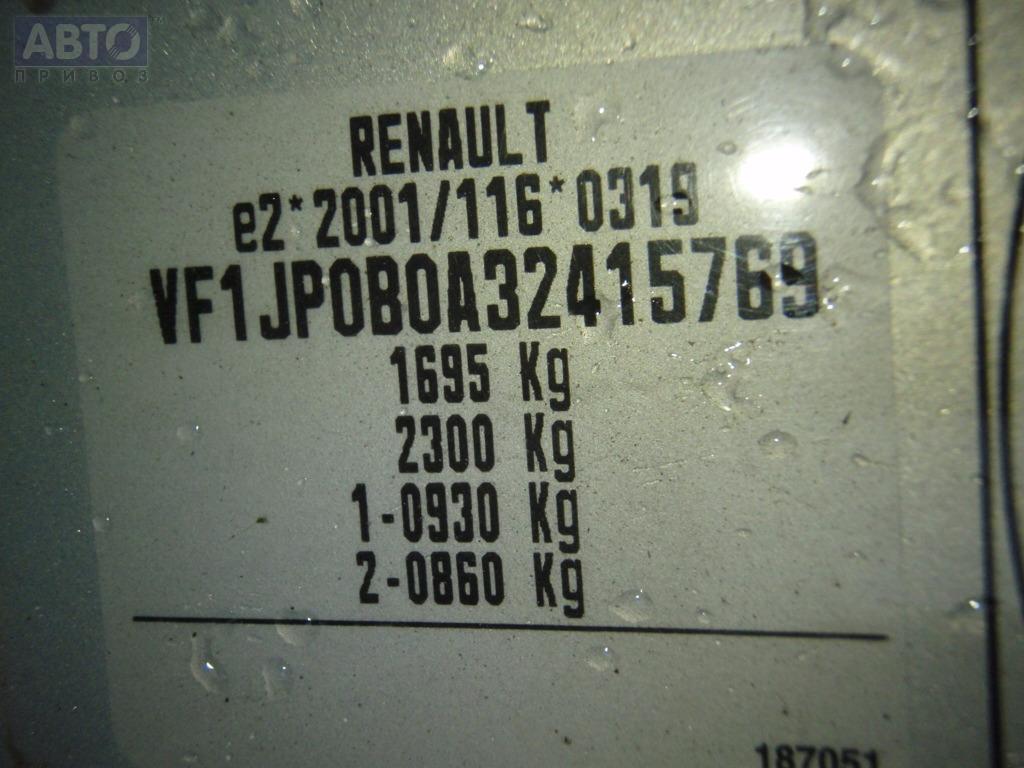 АВТО
ПРИВОЗ
RENAULT
e2*2001/116*0319
VF1JP0B0A32415769
1695 Kg
2300 Kg
1-0930 Kg
2-0860 Kg
187051